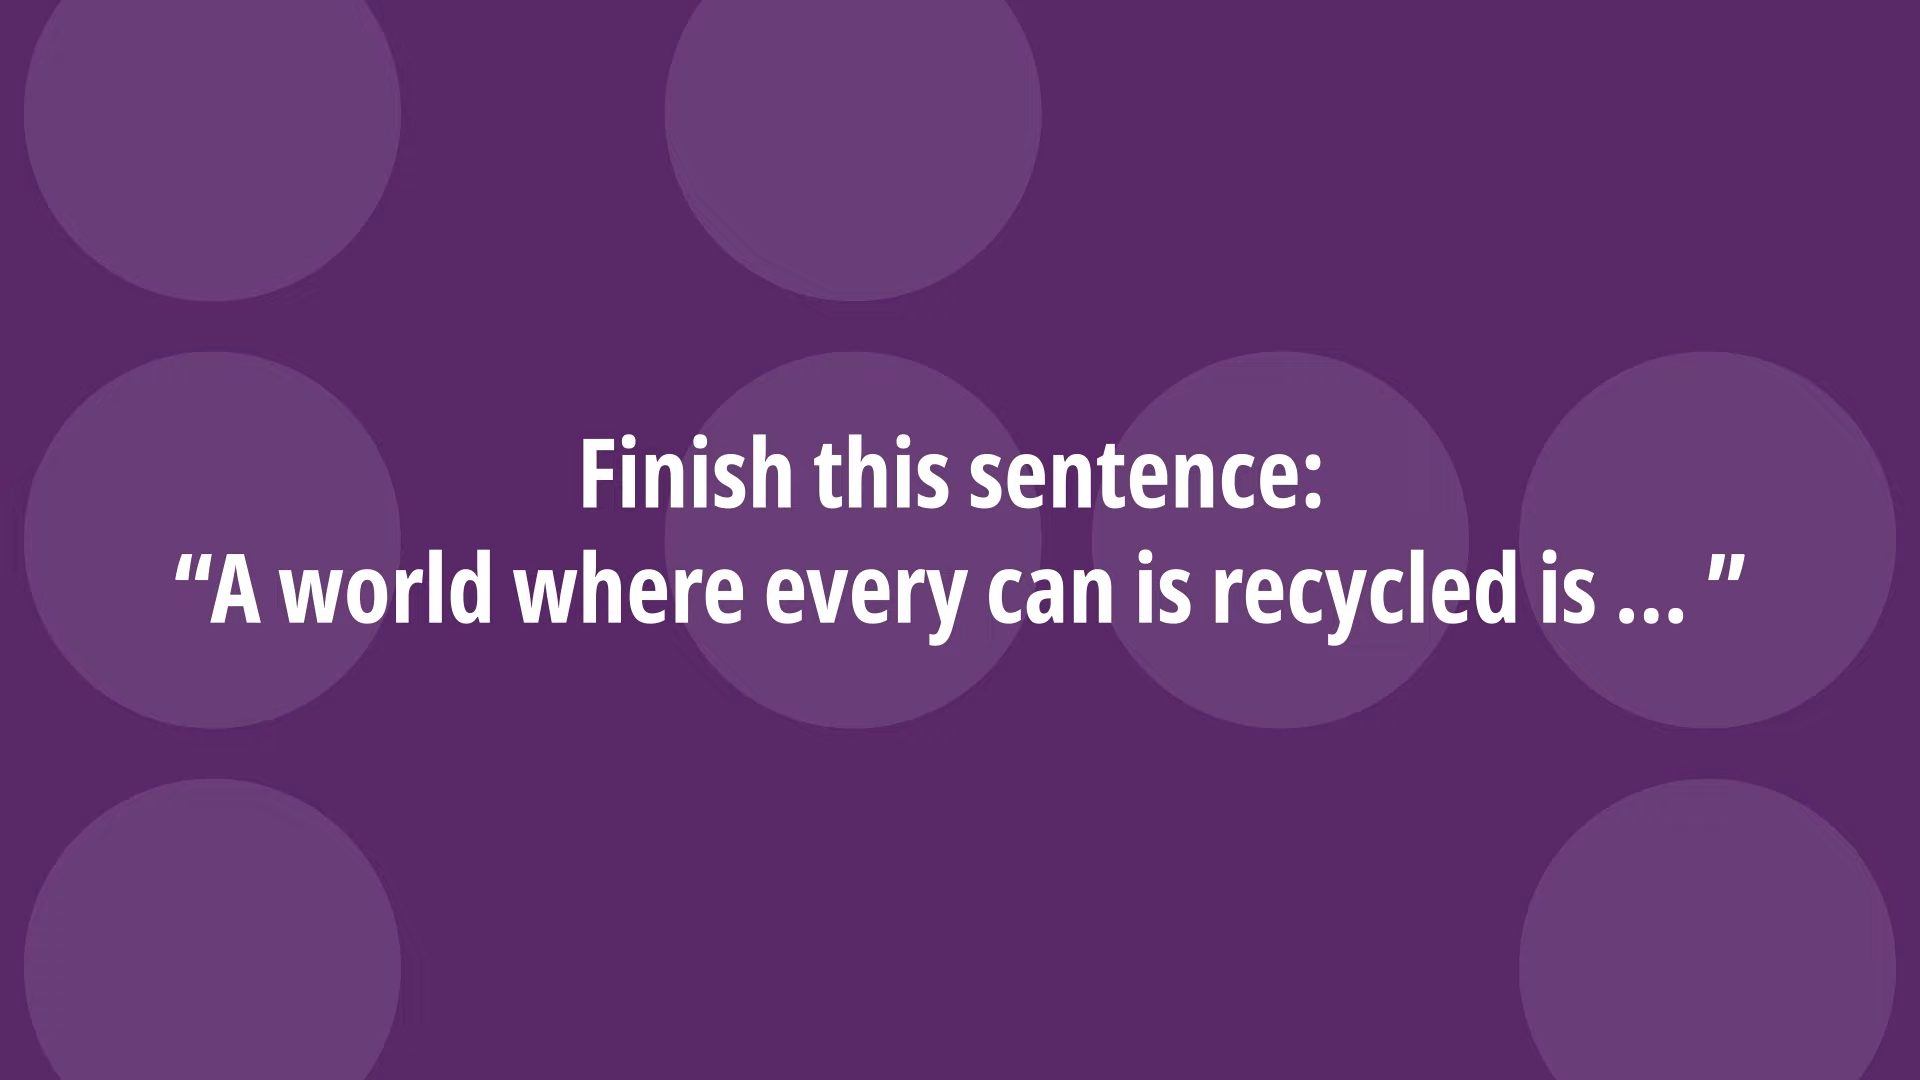 Finish this sentence:
“A world where every can is recycled is ... ”